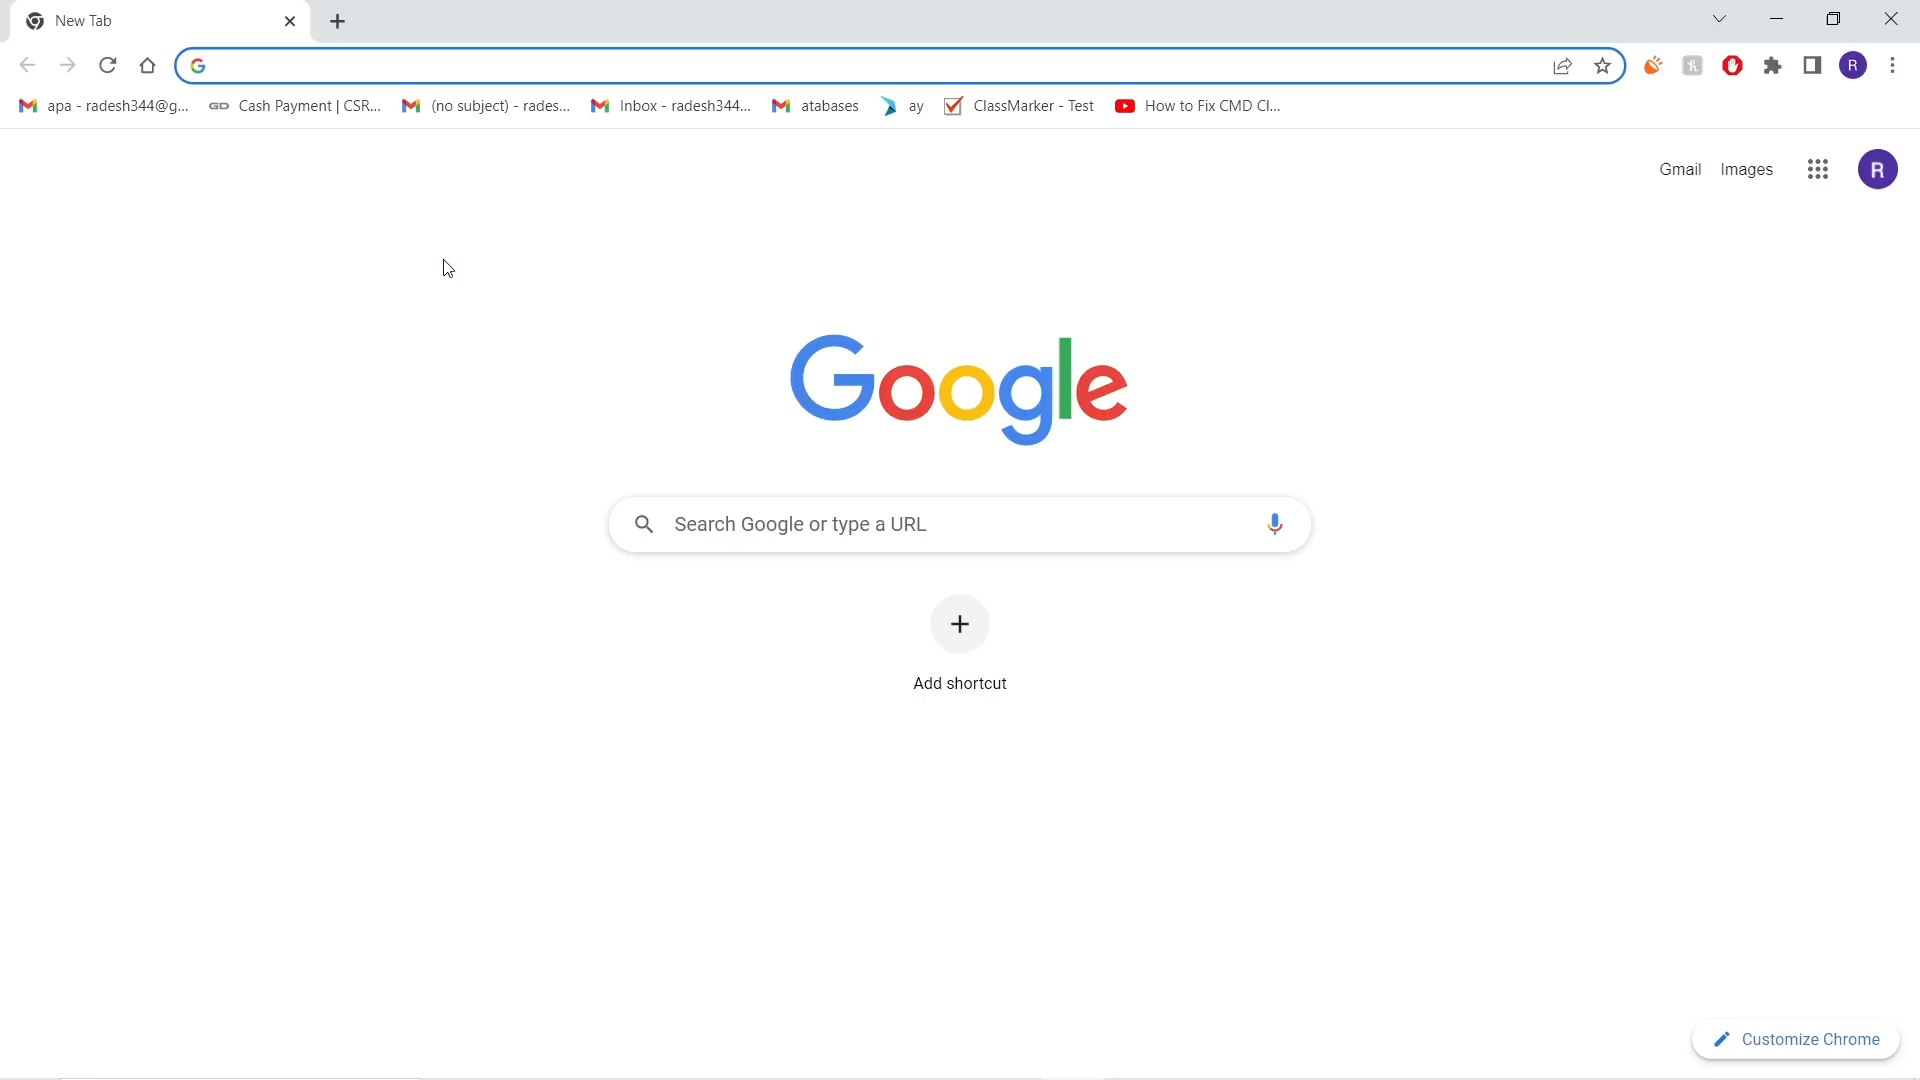 New Tab
apa - radesh344@g...
Cash Payment | CSR...
(no subject) - rades...
Inbox - radesh344...
atabases
ay
ClassMarker - Test
How to Fix CMD Cl...
R
Gmail
Images
R
Google
Search Google or type a URL
Add shortcut
Customize Chrome